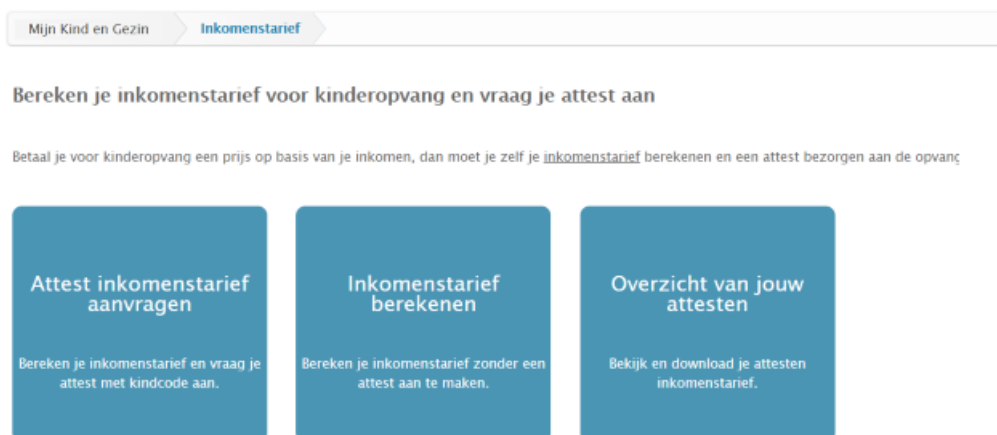 Mijn Kind en Gezin
Inkomenstarief
Bereken je inkomenstarief voor kinderopvang en vraag je attest aan
Betaal je voor kinderopvang een prijs op basis van je inkomen, dan moet je zelf je inkomenstarief berekenen en een attest bezorgen aan de
Attest inkomenstarief
aanvragen
Bereken je inkomenstarief en vraag je
attest met kindcode aan.
Inkomenstarief
berekenen
Bereken je inkomenstarief zonder een
attest aan te maken.
Overzicht van jouw
attesten
Bekijk en download je attesten
inkomenstarief.